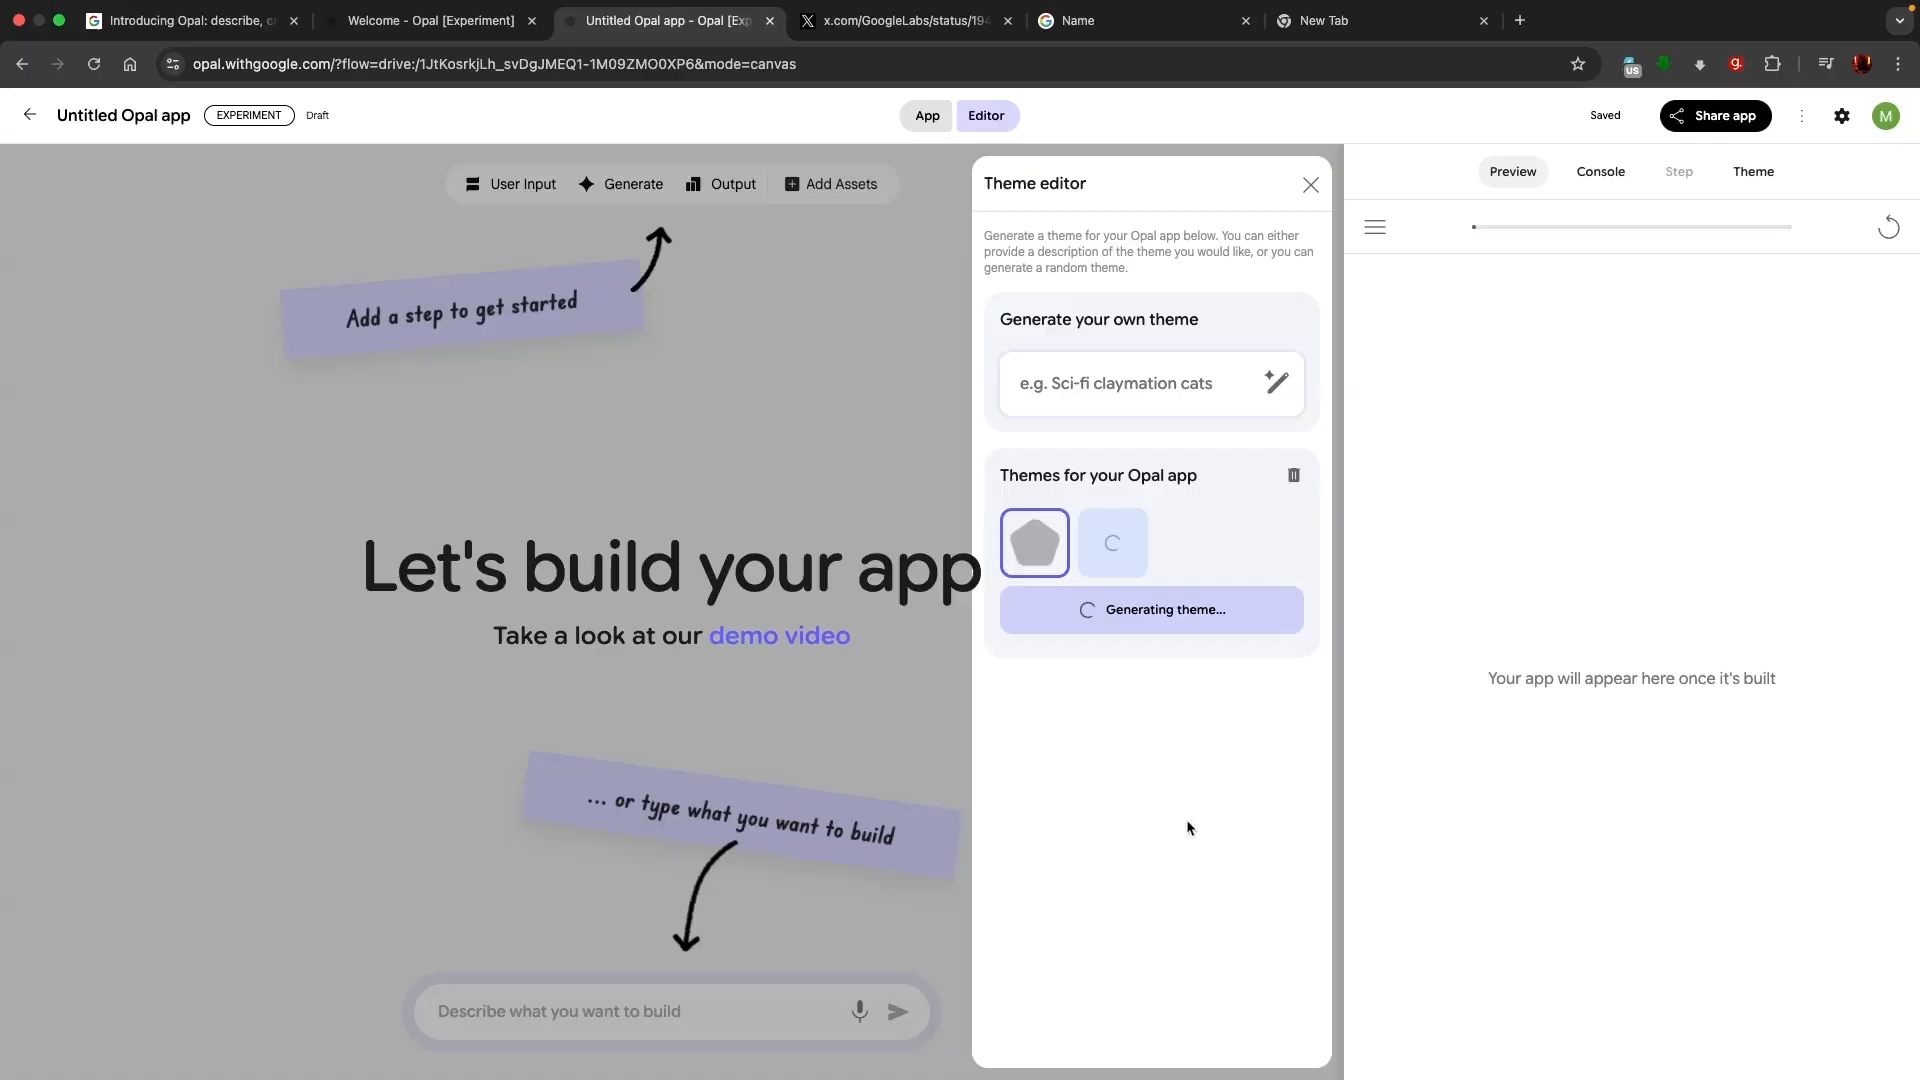 Introducing Opal: describe, cr
Welcome - Opal [Experiment]
Untitled Opal app - Opal [Exp
x.com/GoogleLabs/status/194
Name
New Tab
opal.withgoogle.com/?flow=drive:/1JtKosrkjLh_svDgJMEQ1-1M09ZMO0XP6&mode=canvas
US
g.
Untitled Opal app
EXPERIMENT
Draft
App
Editor
Saved
Share app
M
User Input
Generate
Output
Add Assets
Add a step to get started
Let's build your app
Take a look at our demo video
... or type what you want to build
Describe what you want to build
Theme editor
Generate a theme for your Opal app below. You can either
provide a description of the theme you would like, or you can
generate a random theme.
Generate your own theme
e.g. Sci-fi claymation cats
Themes for your Opal app
Generating theme...
Preview
Console
Step
Theme
Your app will appear here once it's built